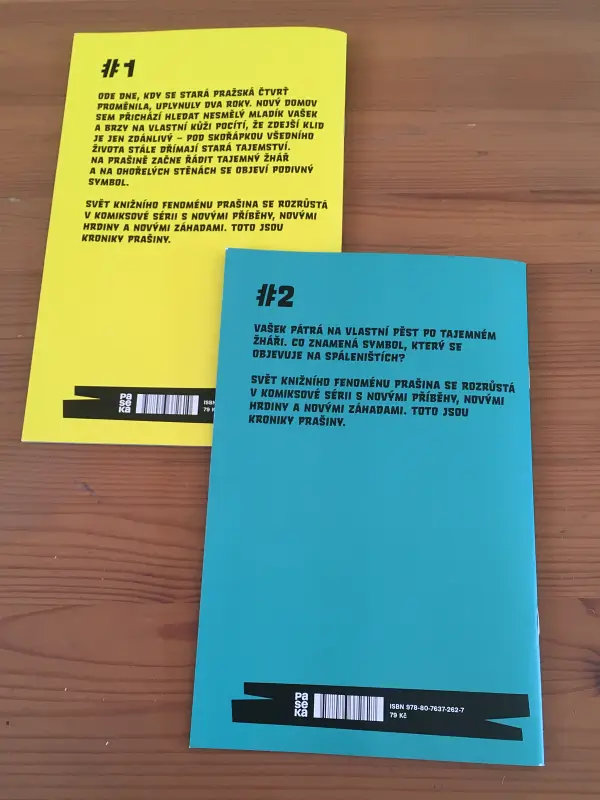 #1
ODE DNE, KDY SE STARÁ PRAŽSKÁ ČTVRŤ
PROMĚNILA, UPLYNULY DVA ROKY. NOVÝ DOMOV
SEM PŘICHÁZÍ HLEDAT NESMĚLÝ MLADÍK VAŠEK
A BRZY NA VLASTNÍ KŮŽI POCÍTÍ, ŽE ZDEJŠÍ KLID
JE JEN ZDÁNLIVÝ – POD SKOŘÁPKOU VŠEDNÍHO
ŽIVOTA STÁLE DŘÍMAJÍ STARÁ TAJEMSTVÍ.
NA PRAŠINĚ ZAČNE ŘÁDIT TAJEMNÝ ŽHÁŘ
A NA OHOŘELÝCH STĚNÁCH SE OBJEVÍ PODIVNÝ
SYMBOL.
SVĚT KNIŽNÍHO FENOMÉNU PRAŠINA SE ROZRŮSTÁ
V KOMIKSOVÉ SÉRII S NOVÝMI PŘÍBĚHY, NOVÝMI
HRDINY A NOVÝMI ZÁHADAMI. TOTO JSOU
KRONIKY PRAŠINY.
pa
se
ka
ISBN
79 Kč
#2
VAŠEK PÁTRÁ NA VLASTNÍ PĚST PO TAJEMNÉM
ŽHÁŘI. CO ZNAMENÁ SYMBOL, KTERÝ SE
OBJEVUJE NA SPÁLENIŠTÍCH?
SVĚT KNIŽNÍHO FENOMÉNU PRAŠINA SE ROZRŮSTÁ
V KOMIKSOVÉ SÉRII S NOVÝMI PŘÍBĚHY, NOVÝMI
HRDINY A NOVÝMI ZÁHADAMI. TOTO JSOU
KRONIKY PRAŠINY.
pa
se
ka
ISBN 978-80-7637-262-7
79 Kč